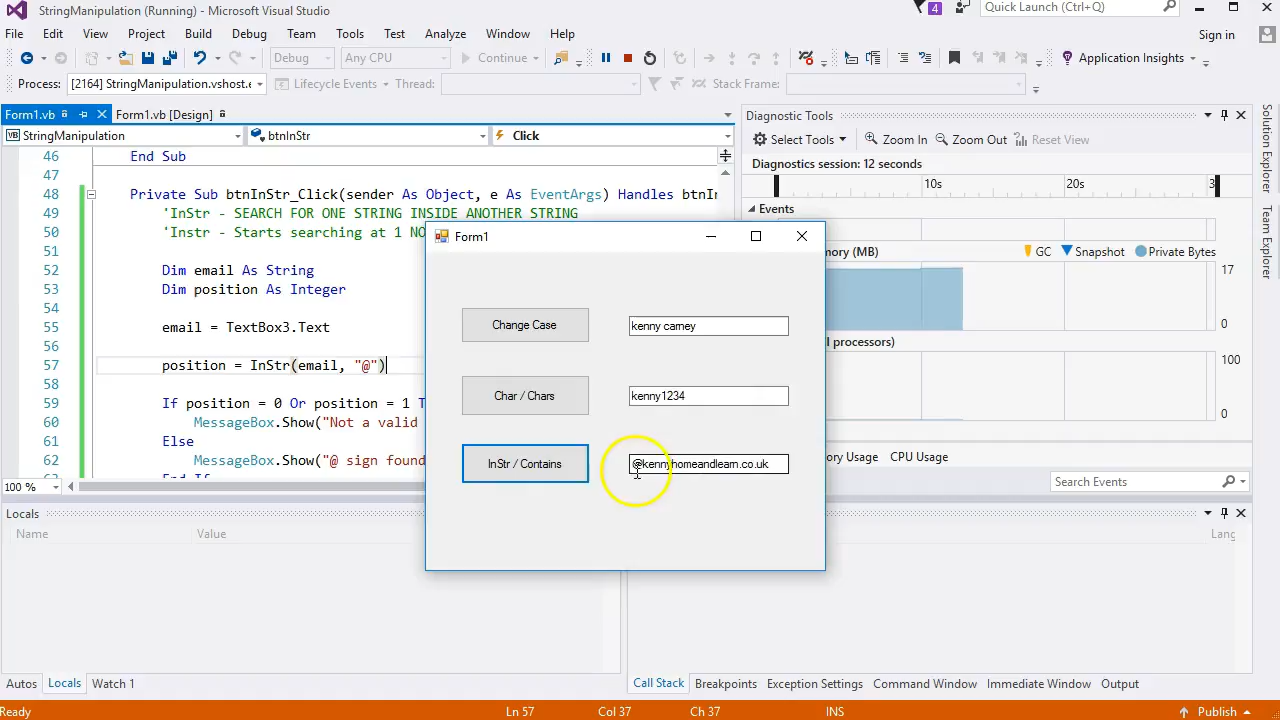 StringManipulation (Running) - Microsoft Visual Studio
4
Quick Launch (Ctrl+Q)
File Edit View Project Build Debug Team Tools Test Analyze Window Help
Sign in
Debug Any CPU Continue Application Insights
Process: [2164] StringManipulation.vshost.e Lifecycle Events Thread: Stack Frame:
Form1.vb Form1.vb [Design]
StringManipulation btnInStr Click
46 End Sub
47
48 Private Sub btnInStr_Click(sender As Object, e As EventArgs) Handles btnIn
49 'InStr - SEARCH FOR ONE STRING INSIDE ANOTHER STRING
50 'Instr - Starts searching at 1 NO
51
52 Dim email As String
53 Dim position As Integer
54
55 email = TextBox3.Text
56
57 position = InStr(email, "@")
58
59 If position = 0 Or position = 1 T
60 MessageBox.Show("Not a valid
61 Else
62 MessageBox.Show("@ sign found
63 End If
100 %
Form1
Change Case kenny carney
Char / Chars kenny1234
InStr / Contains @kennyhomeandlearn.co.uk
Diagnostic Tools
Select Tools Zoom In Zoom Out Reset View
Diagnostics session: 12 seconds
10s 20s 3
Events
mory (MB) GC Snapshot Private Bytes
17
0
l processors)
100
0
ory Usage CPU Usage
Search Events
Solution Explorer
Team Explorer
Locals
Name Value Lang
Autos Locals Watch 1
Call Stack Breakpoints Exception Settings Command Window Immediate Window Output
Ready Ln 57 Col 37 Ch 37 INS Publish